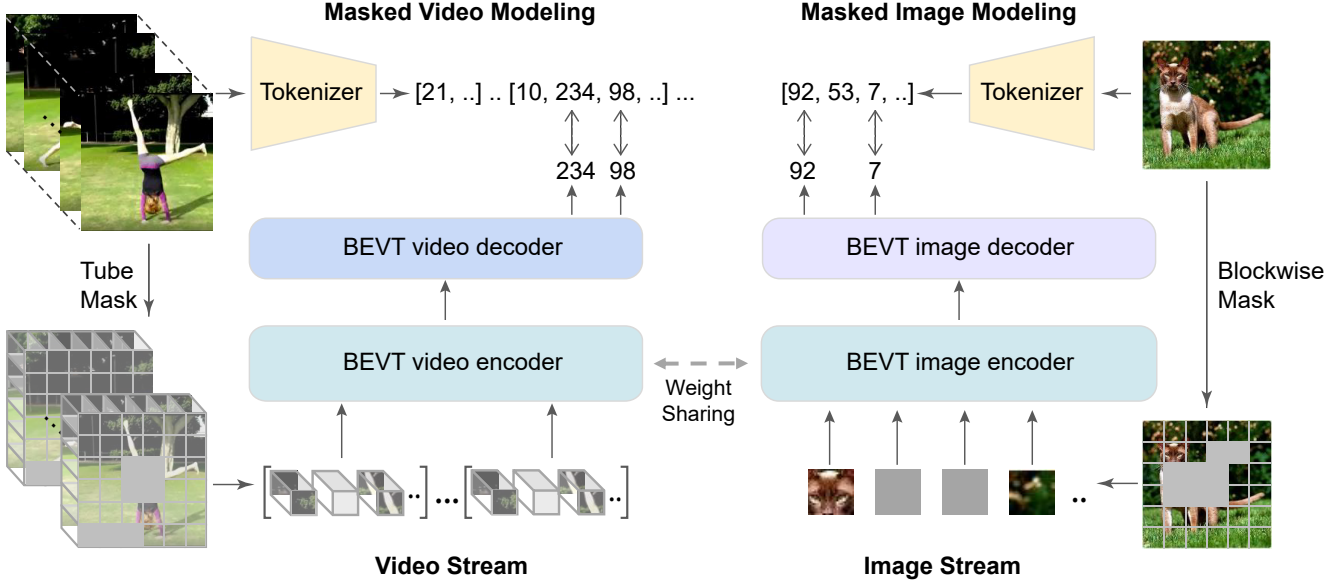 Masked Video Modeling
Masked Image Modeling
Tokenizer
[21, ..] .. [10, 234, 98, ..] ...
[92, 53, 7, ..]
Tokenizer
234 98
92 7
Tube
Mask
BEVT video decoder
BEVT image decoder
Blockwise
Mask
BEVT video encoder
BEVT image encoder
Weight
Sharing
[ .. ] ... [ .. ]
..
Video Stream
Image Stream